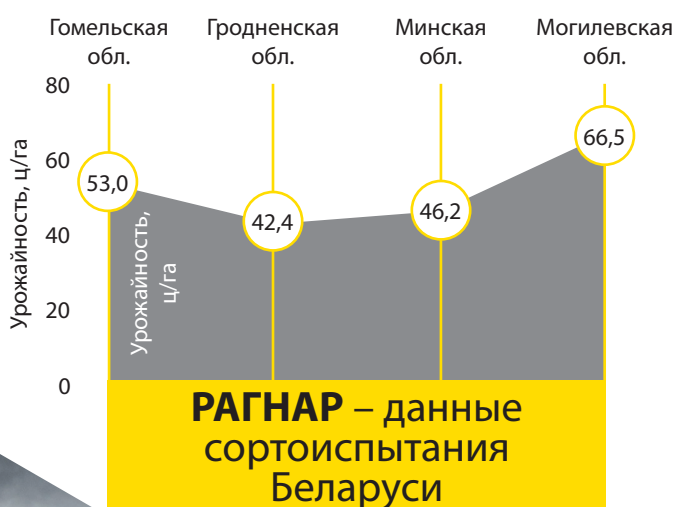 Гомельская Гродненская Минская Могилевская
обл. обл. обл. обл.
80
60
40
20
0
Урожайность, ц/га
53,0
42,4
46,2
66,5
Урожайность,
ц/га
РАГНАР – данные
сортоиспытания
Беларуси